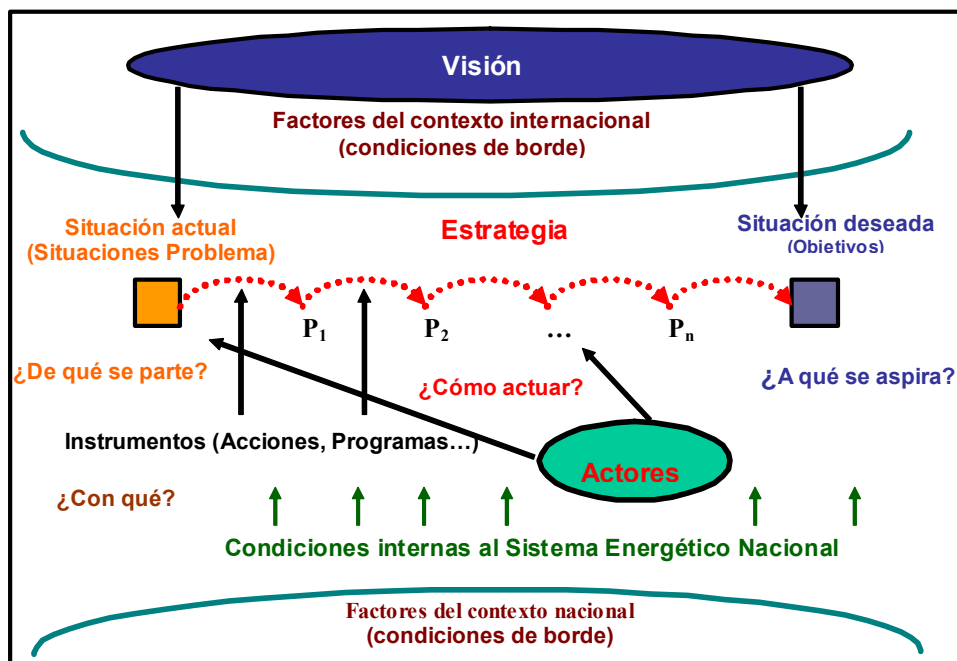 Visión
Factores del contexto internacional
(condiciones de borde)
Situación actual
(Situaciones Problema)
Estrategia
Situación deseada
(Objetivos)
P1
P2
...
Pn
¿De qué se parte?
¿Cómo actuar?
¿A qué se aspira?
Instrumentos (Acciones, Programas…)
Actores
¿Con qué?
Condiciones internas al Sistema Energético Nacional
Factores del contexto nacional
(condiciones de borde)